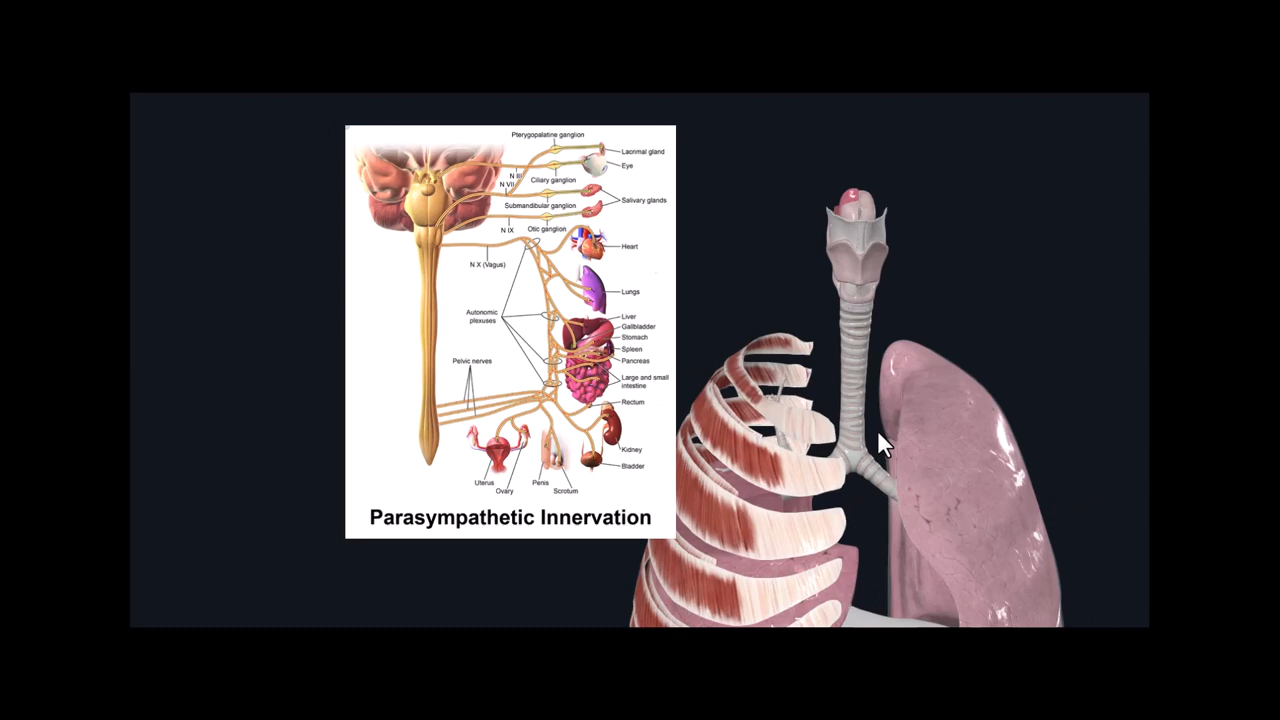 Pterygopalatine ganglion
Lacrimal gland
Eye
N III
N VII
Ciliary ganglion
Salivary glands
Submandibular ganglion
Otic ganglion
N IX
Heart
N X (Vagus)
Lungs
Autonomic
plexuses
Liver
Gallbladder
Stomach
Spleen
Pancreas
Pelvic nerves
Large and small
intestine
Rectum
Kidney
Bladder
Uterus
Ovary
Penis
Scrotum
Parasympathetic Innervation